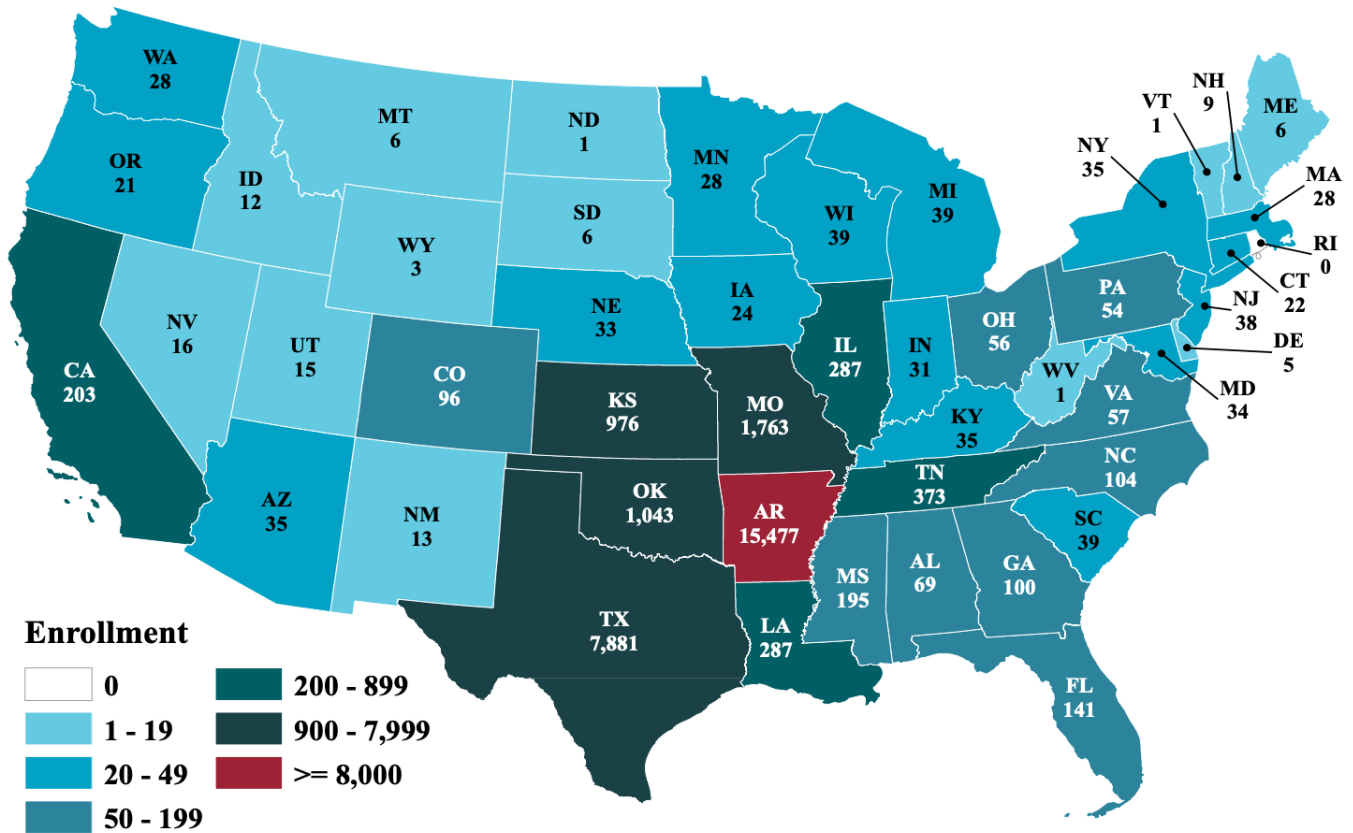 WA
28
OR
21
CA
203
ID
12
NV
16
MT
6
WY
3
UT
15
AZ
35
CO
96
NM
13
ND
1
SD
6
NE
33
KS
976
OK
1,043
TX
7,881
MN
28
IA
24
MO
1,763
AR
15,477
LA
287
WI
39
IL
287
MI
39
IN
31
OH
56
KY
35
TN
373
MS
195
AL
69
GA
100
FL
141
SC
39
NC
104
VA
57
WV
1
PA
54
NY
35
VT
1
NH
9
ME
6
MA
28
RI
0
CT
22
NJ
38
DE
5
MD
34
Enrollment
0
1 - 19
20 - 49
50 - 199
200 - 899
900 - 7,999
>= 8,000